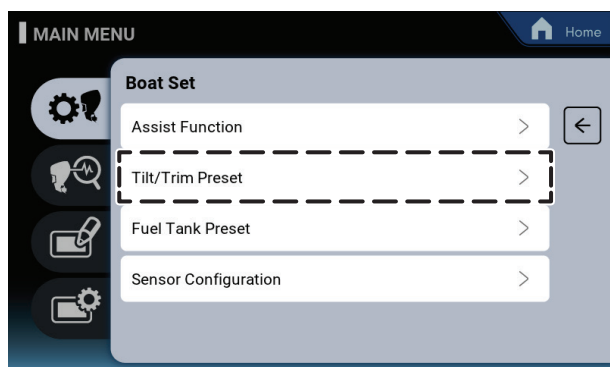 MAIN MENU
Home
Boat Set
Assist Function
Tilt/Trim Preset
Fuel Tank Preset
Sensor Configuration